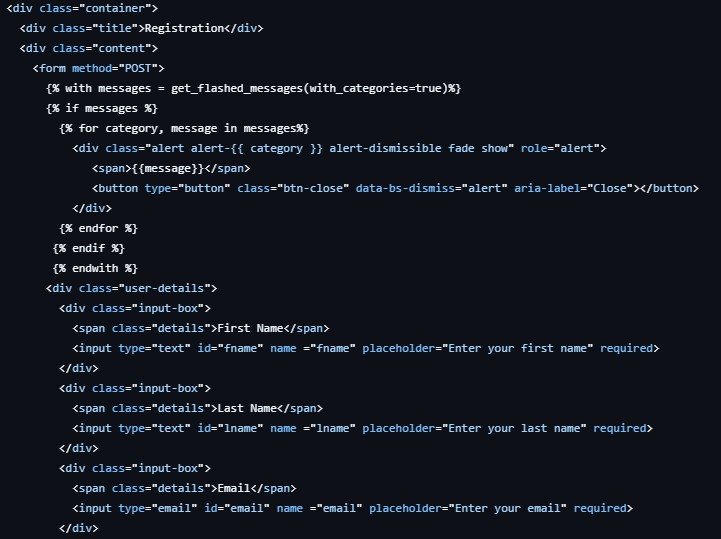 <div class="container">
<div class="title">Registration</div>
<div class="content">
<form method="POST">
{% with messages = get_flashed_messages(with_categories=true)%}
{% if messages %}
{% for category, message in messages%}
<div class="alert alert-{{ category }} alert-dismissible fade show" role="alert">
<span>{{message}}</span>
<button type="button" class="btn-close" data-bs-dismiss="alert" aria-label="Close"></button>
</div>
{% endfor %}
{% endif %}
{% endwith %}
<div class="user-details">
<div class="input-box">
<span class="details">First Name</span>
<input type="text" id="fname" name ="fname" placeholder="Enter your first name" required>
</div>
<div class="input-box">
<span class="details">Last Name</span>
<input type="text" id="lname" name ="lname" placeholder="Enter your last name" required>
</div>
<div class="input-box">
<span class="details">Email</span>
<input type="email" id="email" name ="email" placeholder="Enter your email" required>
</div>